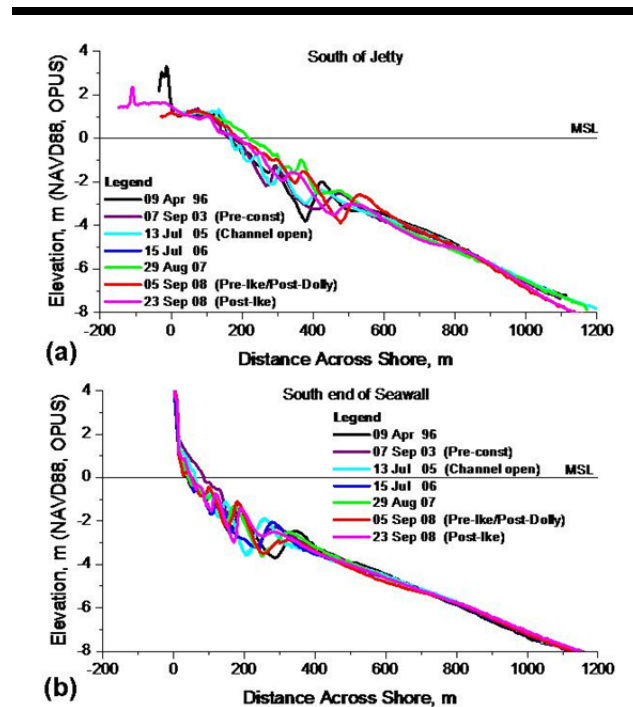 South of Jetty
4
2
0
-2
-4
-6
-8
Elevation, m (NAVD88, OPUS)
MSL
Legend
09 Apr 96
07 Sep 03 (Pre-const)
13 Jul 05 (Channel open)
15 Jul 06
29 Aug 07
05 Sep 08 (Pre-Ike/Post-Dolly)
23 Sep 08 (Post-Ike)
-200 0 200 400 600 800 1000 1200
(a)
Distance Across Shore, m
South end of Seawall
4
2
0
-2
-4
-6
-8
Elevation, m (NAVD88, OPUS)
Legend
09 Apr 96
07 Sep 03 (Pre-const)
13 Jul 05 (Channel open)
MSL
15 Jul 06
29 Aug 07
05 Sep 08 (Pre-Ike/Post-Dolly)
23 Sep 08 (Post-Ike)
-200 0 200 400 600 800 1000 1200
(b)
Distance Across Shore, m